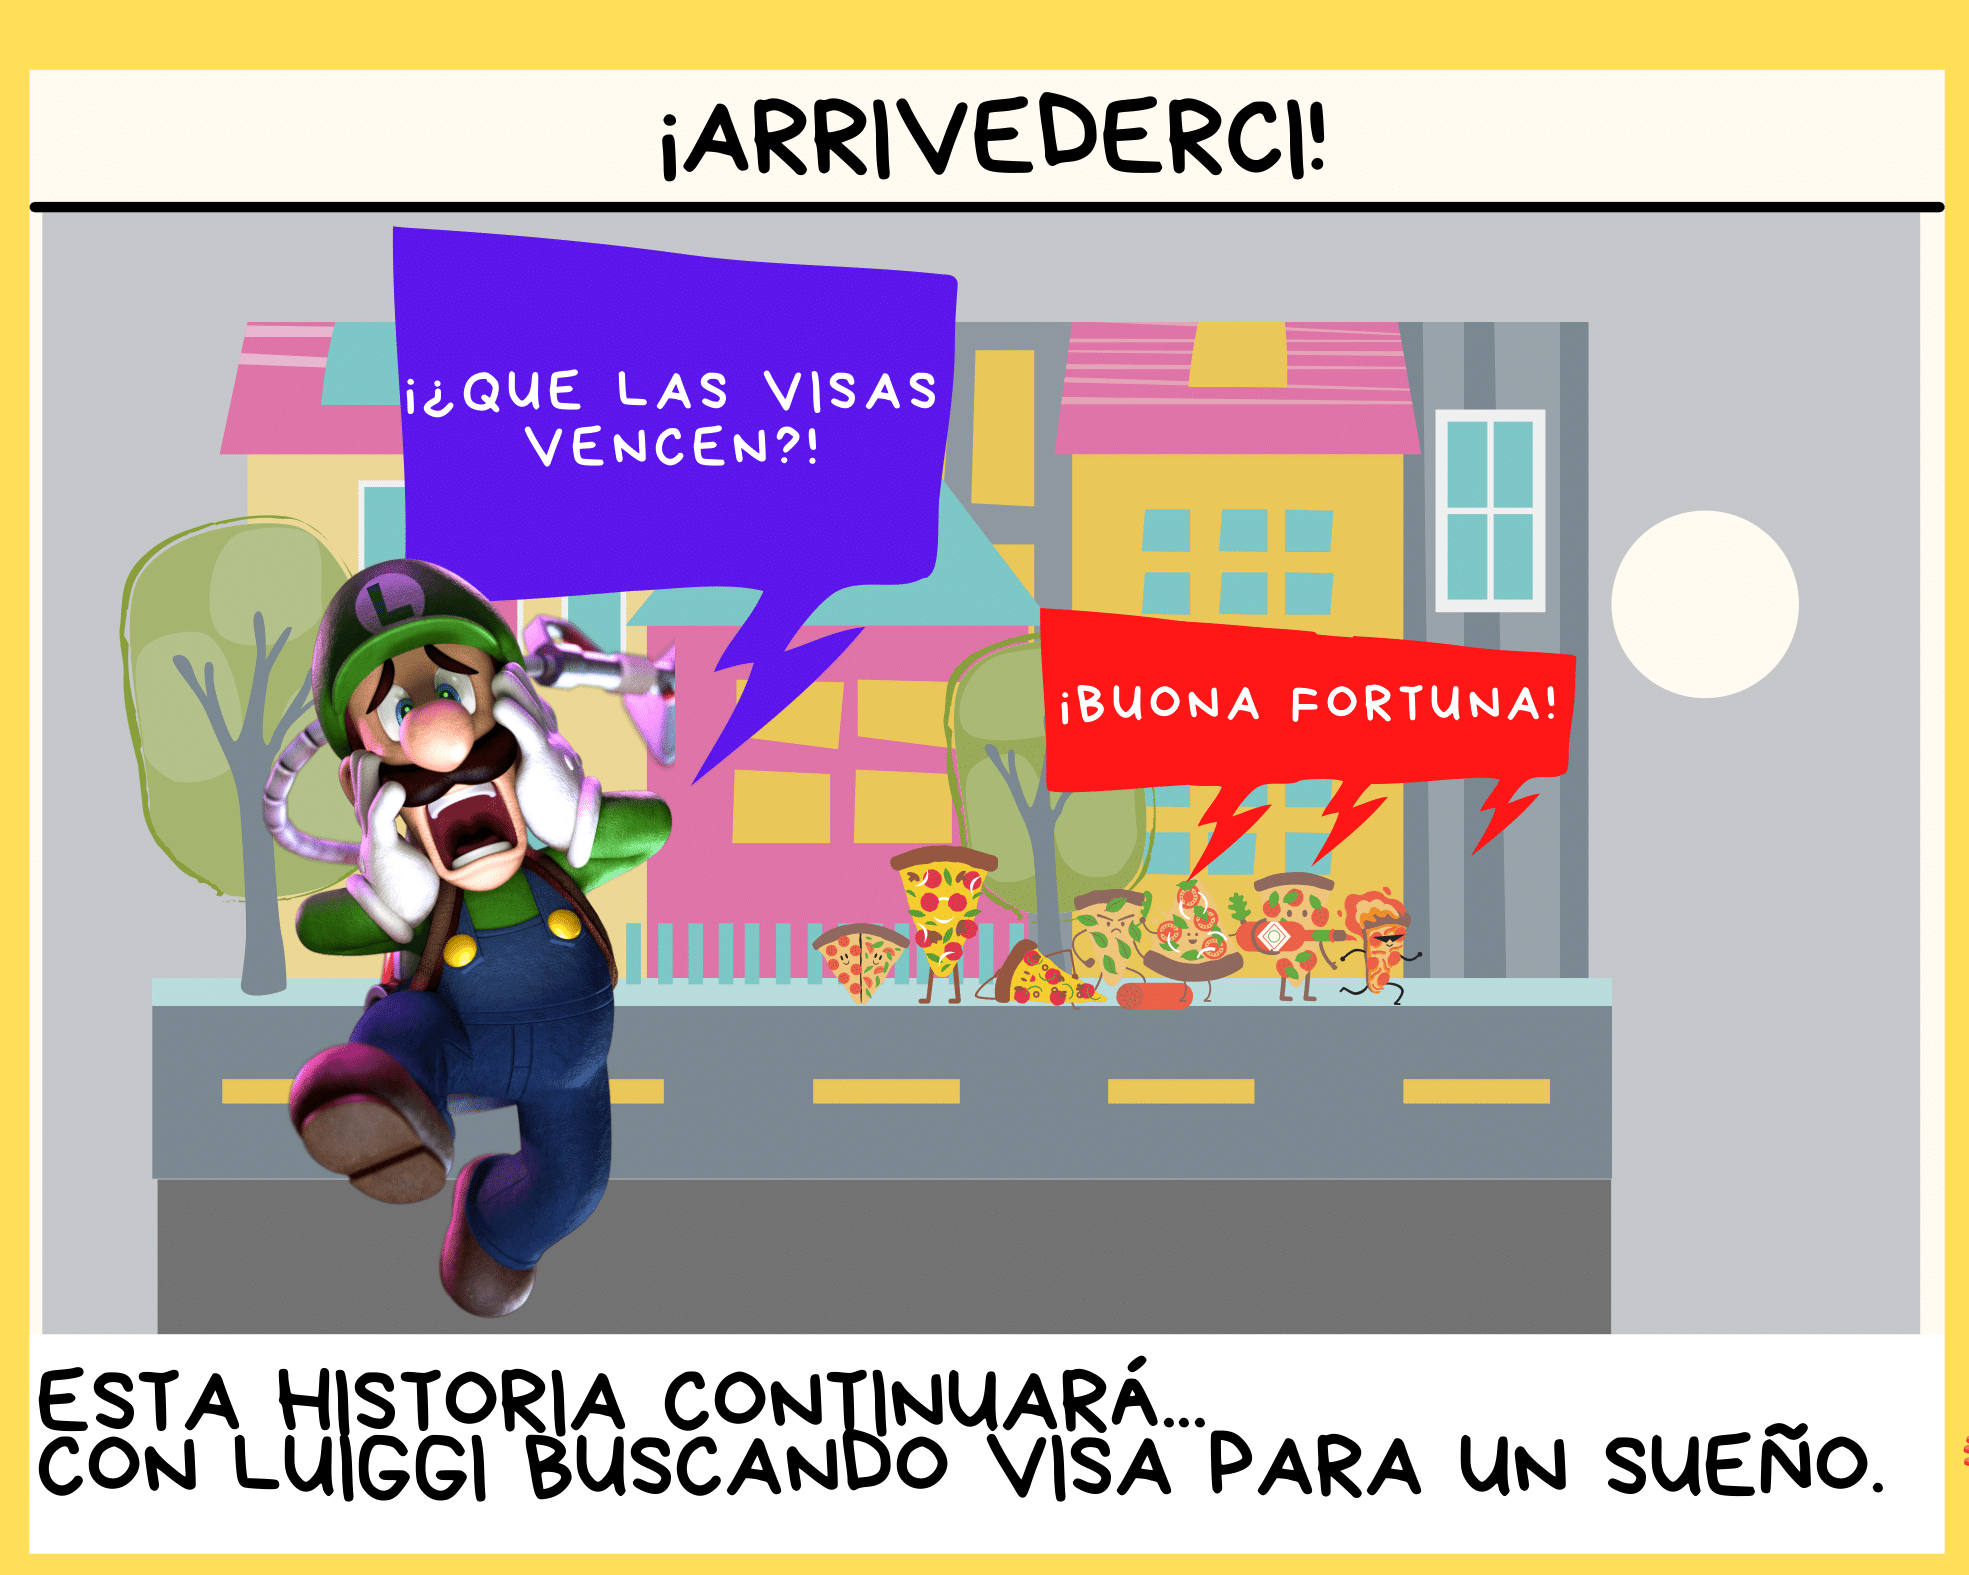 ¡ARRIVEDERCI!
¡¿QUE LAS VISAS
VENCEN?!
L
¡BUONA FORTUNA!
ESTA HISTORIA CONTINUARÁ...
CON LUIGGI BUSCANDO VISA PARA UN SUEÑO.